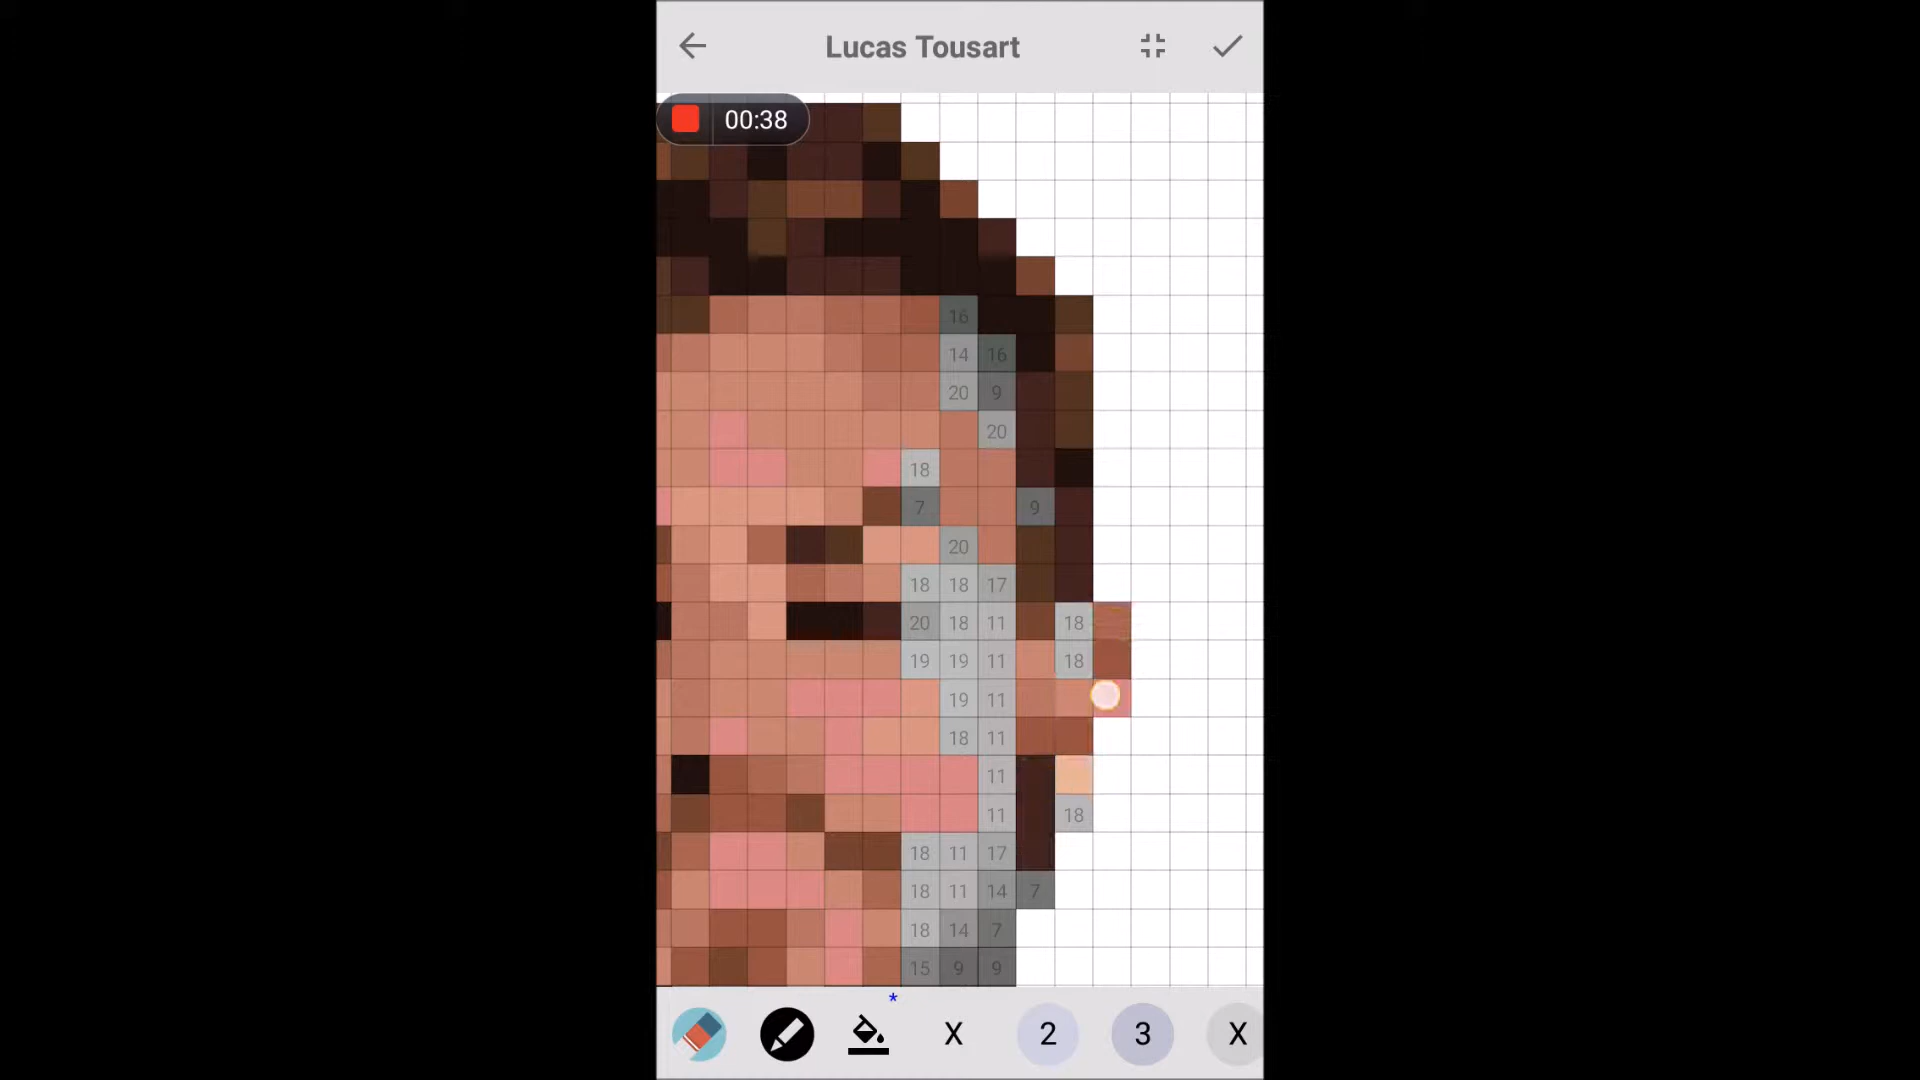 Lucas Tousart
00:38
16
14 16
20 9
20
18
7 9
20
18 18 17
20 18 11 18
19 19 11 18
19 11
18 11
11
11 18
18 11 17
18 11 14 7
18 14 7
15 9 9
*
X 2 3 X